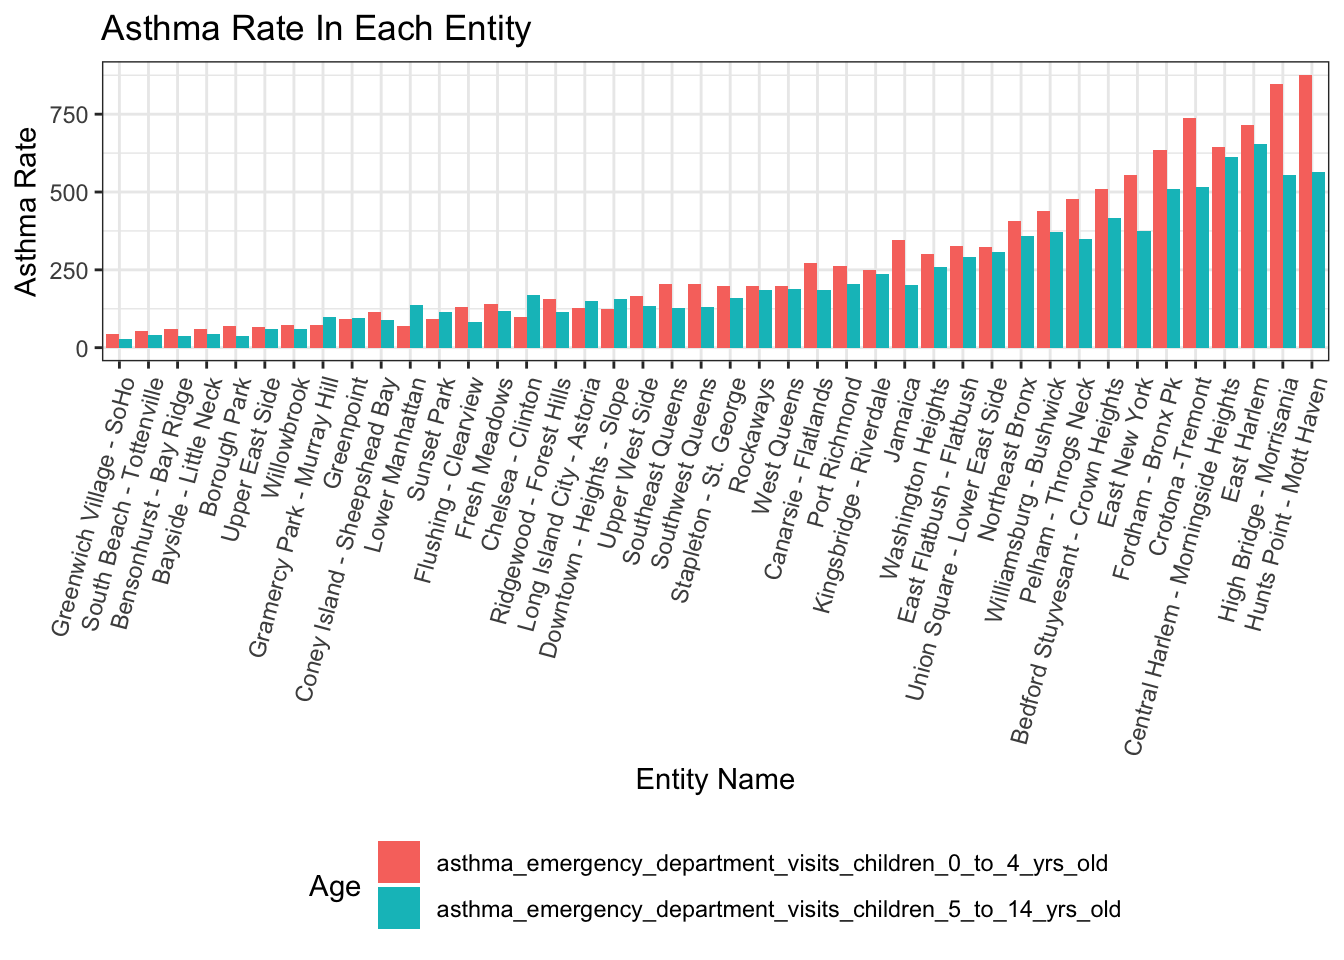 Asthma Rate In Each Entity
Asthma Rate
750
500
250
0
Greenwich Village - SoHo
South Beach - Tottenville
Bensonhurst - Bay Ridge
Bayside - Little Neck
Borough Park
Upper East Side
Willowbrook
Gramercy Park - Murray Hill
Greenpoint
Coney Island - Sheepshead Bay
Lower Manhattan
Sunset Park
Flushing - Clearview
Fresh Meadows
Chelsea - Clinton
Ridgewood - Forest Hills
Long Island City - Astoria
Downtown - Heights - Slope
Upper West Side
Southeast Queens
Southwest Queens
Stapleton - St. George
Rockaways
West Queens
Canarsie - Flatlands
Port Richmond
Kingsbridge - Riverdale
Jamaica
Washington Heights
East Flatbush - Flatbush
Union Square - Lower East Side
Northeast Bronx
Williamsburg - Bushwick
Pelham - Throgs Neck
Bedford Stuyvesant - Crown Heights
East New York
Fordham - Bronx Pk
Crotona -Tremont
Central Harlem - Morningside Heights
East Harlem
High Bridge - Morrisania
Hunts Point - Mott Haven
Entity Name
Age
asthma_emergency_department_visits_children_0_to_4_yrs_old
asthma_emergency_department_visits_children_5_to_14_yrs_old